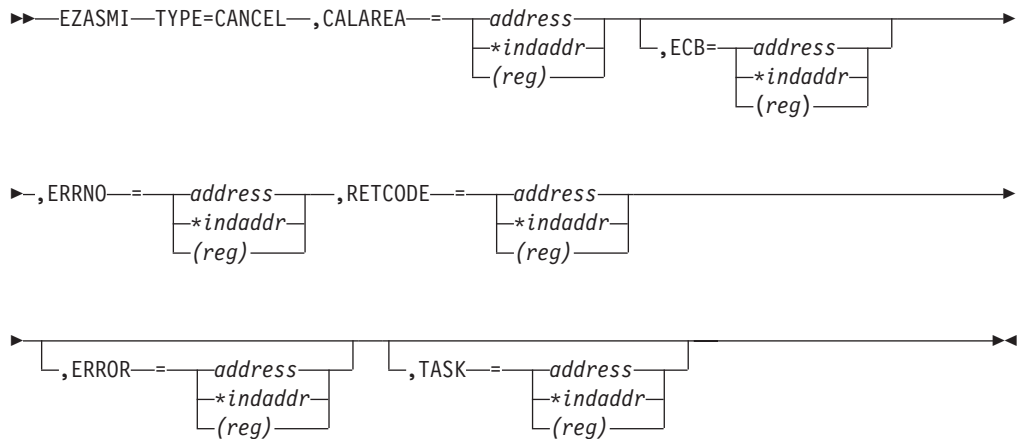 EZASMI TYPE=CANCEL ,CALAREA = address ,ECB= address
*indaddr *indaddr
(reg) (reg)
,ERRNO = address ,RETCODE = address
*indaddr *indaddr
(reg) (reg)
,ERROR = address ,TASK = address
*indaddr *indaddr
(reg) (reg)